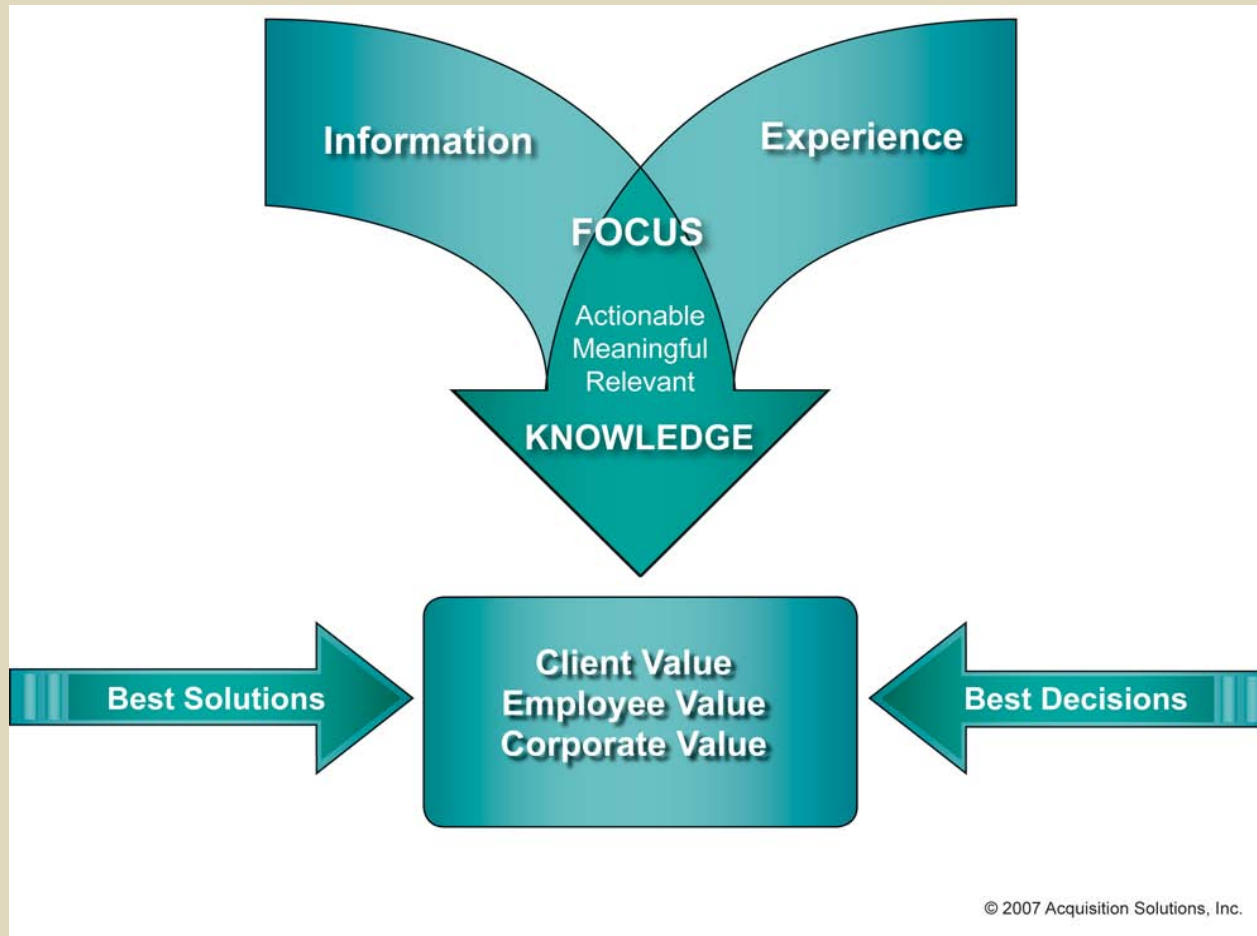 Information
Experience
FOCUS
Actionable
Meaningful
Relevant
KNOWLEDGE
Best Solutions
Client Value
Employee Value
Corporate Value
Best Decisions
© 2007 Acquisition Solutions, Inc.